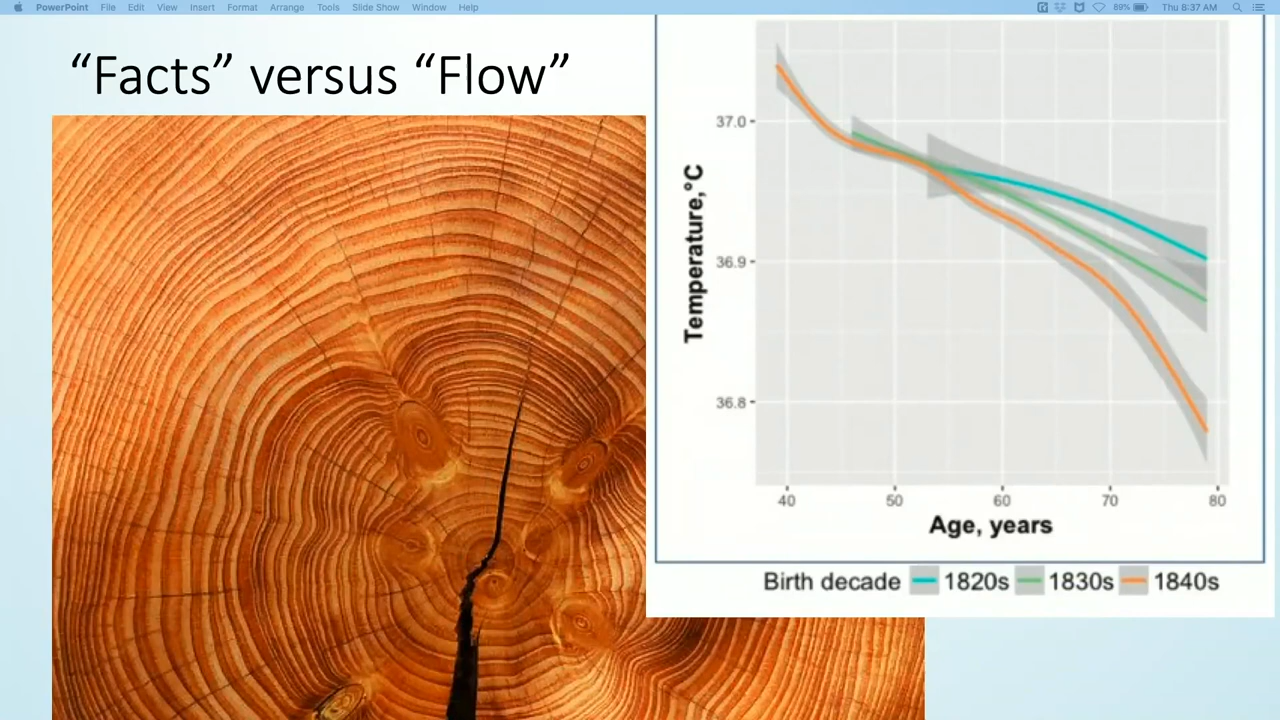 PowerPoint File Edit View Insert Format Arrange Tools Slide Show Window Help 89% Thu 8:37 AM
“Facts” versus “Flow”
37.0
36.9
36.8
Temperature,°C
40 50 60 70 80
Age, years
Birth decade 1820s 1830s 1840s